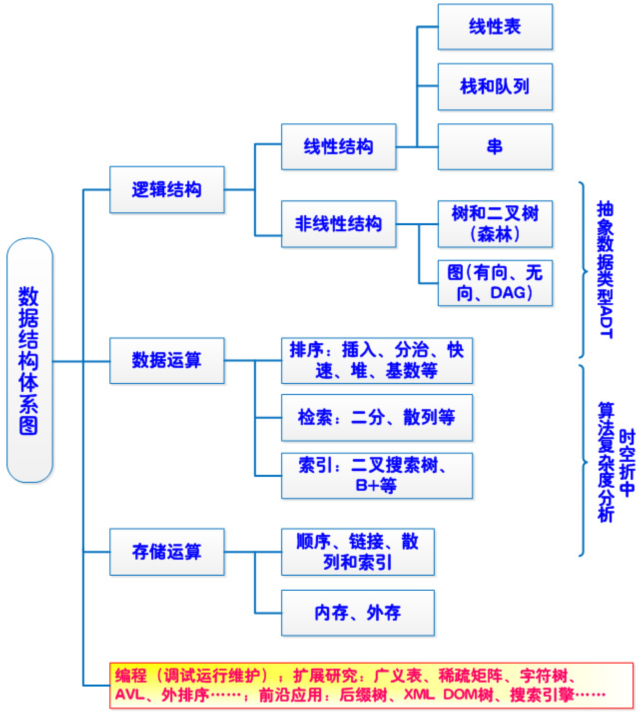 数据结构体系图
逻辑结构
线性结构
线性表
栈和队列
串
非线性结构
树和二叉树
(森林)
图(有向、无
向、DAG)
抽象数据类型ADT
数据运算
排序：插入、分治、快
速、堆、基数等
检索：二分、散列等
索引：二叉搜索树、
B+等
时空折中
算法复杂度分析
存储运算
顺序、链接、散
列和索引
内存、外存
编程（调试运行维护）；扩展研究：广义表、稀疏矩阵、字符树、
AVL、外排序……；前沿应用：后缀树、XML DOM树、搜索引擎……